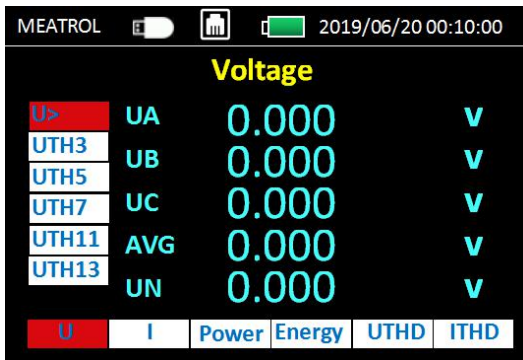 MEATROL 2019/06/20 00:10:00
Voltage
U>
UTH3
UTH5
UTH7
UTH11
UTH13
UA 0.000 V
UB 0.000 V
UC 0.000 V
AVG 0.000 V
UN 0.000 V
U I Power Energy UTHD ITHD